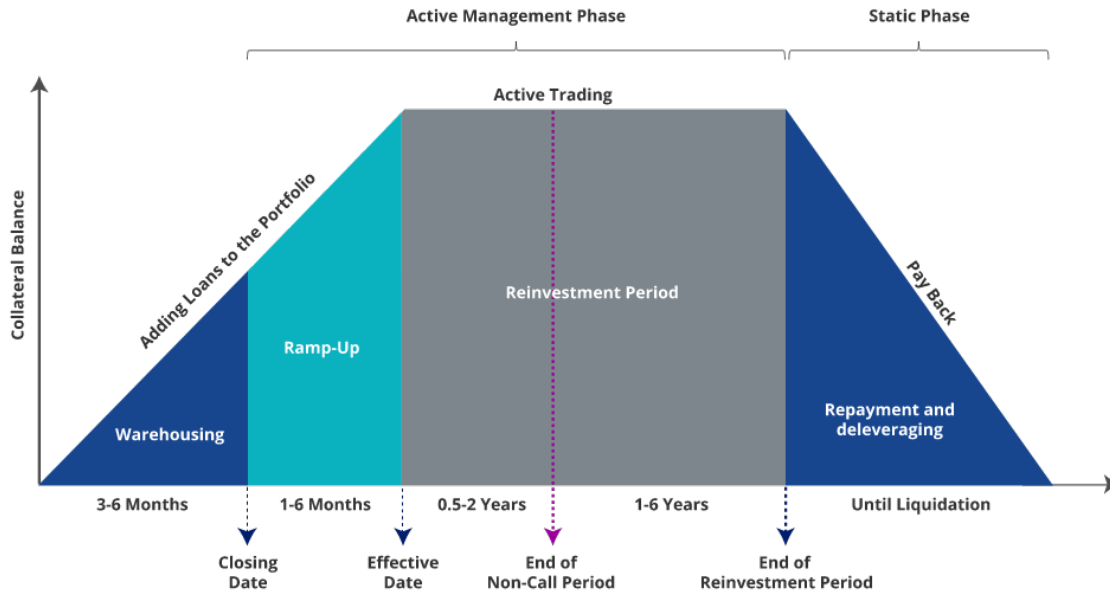 Active Management Phase
Static Phase
Active Trading
Collateral Balance
Adding Loans to the Portfolio
Pay Back
Reinvestment Period
Ramp-Up
Warehousing
Repayment and
deleveraging
3-6 Months
1-6 Months
0.5-2 Years
1-6 Years
Until Liquidation
Closing
Date
Effective
Date
End of
Non-Call Period
End of
Reinvestment Period